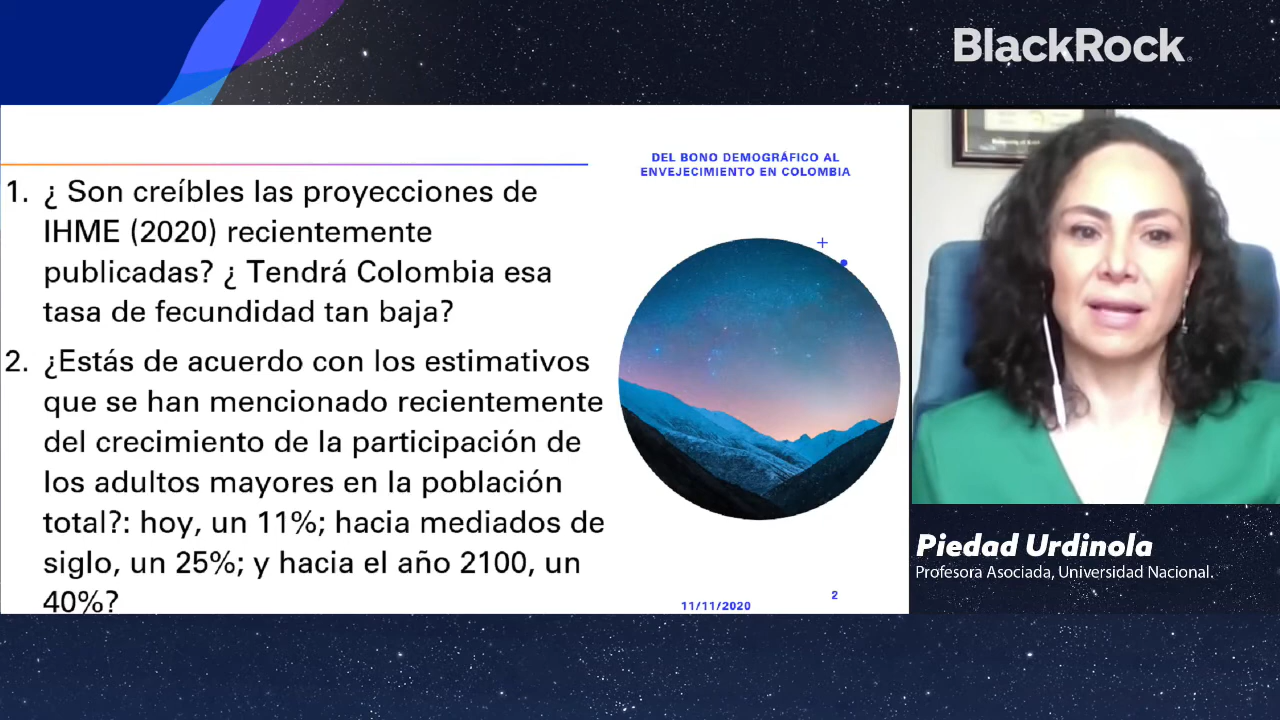 BlackRock
DEL BONO DEMOGRÁFICO AL
ENVEJECIMIENTO EN COLOMBIA
1. ¿ Son creíbles las proyecciones de
IHME (2020) recientemente
publicadas? ¿ Tendrá Colombia esa
tasa de fecundidad tan baja?
2. ¿Estás de acuerdo con los estimativos
que se han mencionado recientemente
del crecimiento de la participación de
los adultos mayores en la población
total?: hoy, un 11%; hacia mediados de
siglo, un 25%; y hacia el año 2100, un
40%?
11/11/2020
2
Piedad Urdinola
Profesora Asociada, Universidad Nacional.